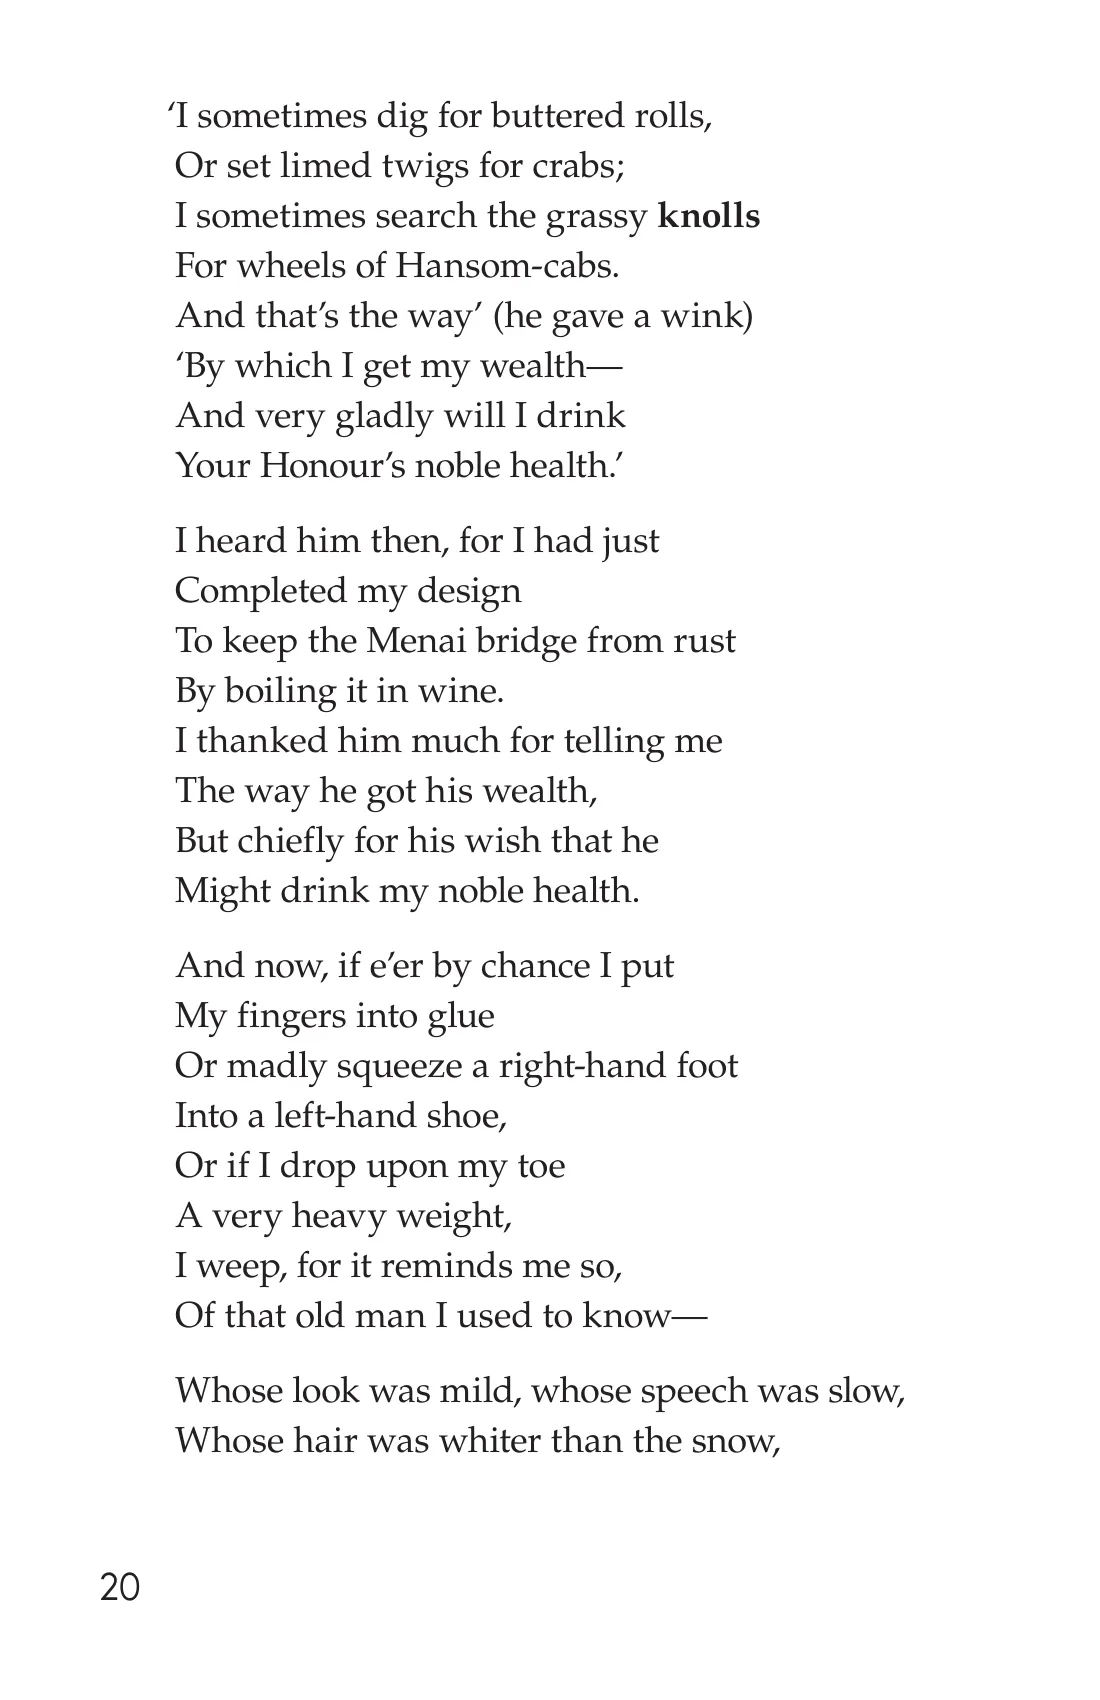 ‘I sometimes dig for buttered rolls,
Or set limed twigs for crabs;
I sometimes search the grassy knolls
For wheels of Hansom-cabs.
And that’s the way’ (he gave a wink)
‘By which I get my wealth—
And very gladly will I drink
Your Honour’s noble health.’
I heard him then, for I had just
Completed my design
To keep the Menai bridge from rust
By boiling it in wine.
I thanked him much for telling me
The way he got his wealth,
But chiefly for his wish that he
Might drink my noble health.
And now, if e’er by chance I put
My fingers into glue
Or madly squeeze a right-hand foot
Into a left-hand shoe,
Or if I drop upon my toe
A very heavy weight,
I weep, for it reminds me so,
Of that old man I used to know—
Whose look was mild, whose speech was slow,
Whose hair was whiter than the snow,
20